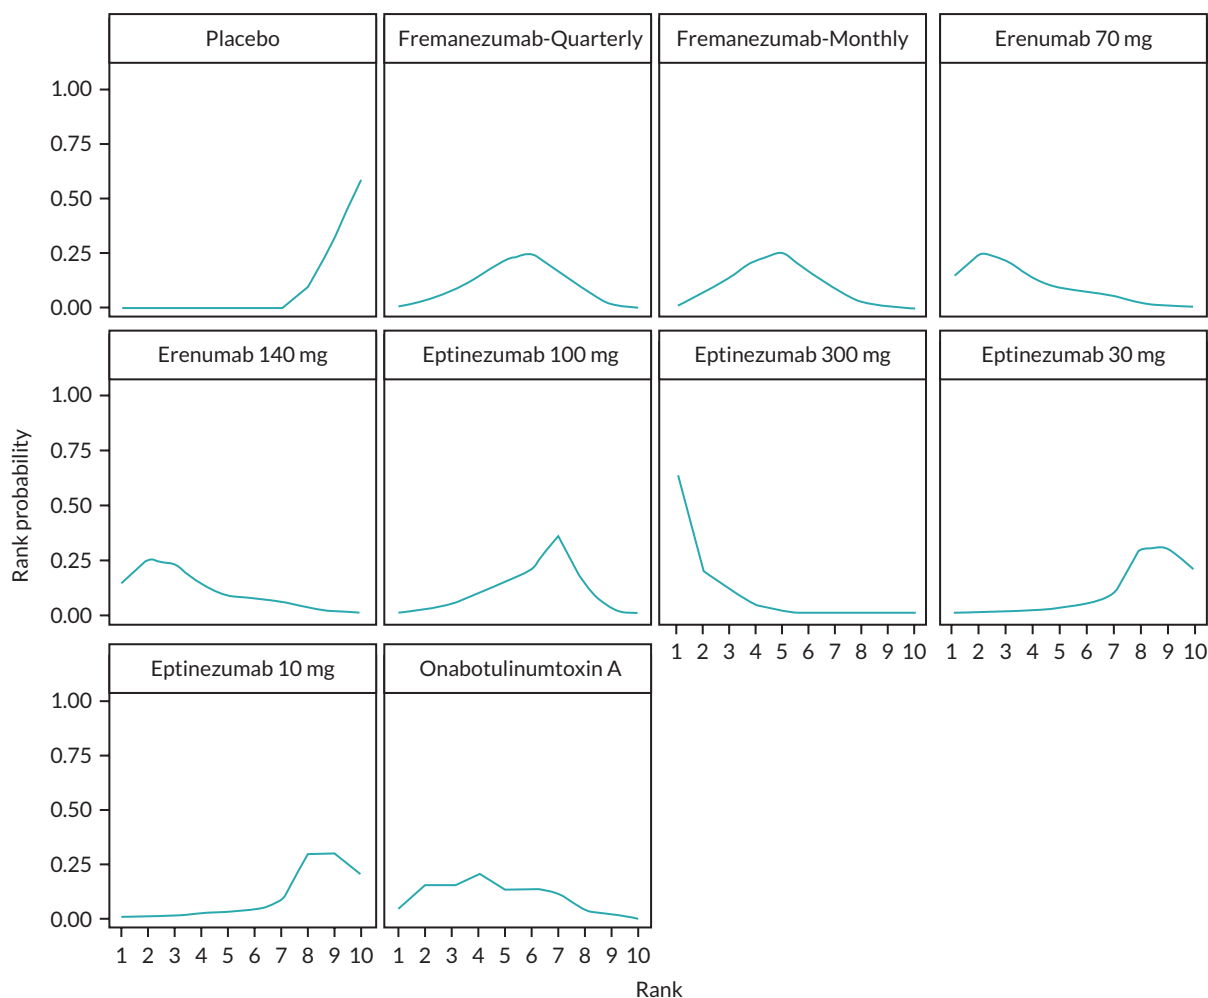 Placebo
Fremanezumab-Quarterly
Fremanezumab-Monthly
Erenumab 70 mg
1.00
0.75
0.50
0.25
0.00
Erenumab 140 mg
Eptinezumab 100 mg
Eptinezumab 300 mg
Eptinezumab 30 mg
1.00
0.75
0.50
0.25
0.00
Rank probability
1 2 3 4 5 6 7 8 9 10
1 2 3 4 5 6 7 8 9 10
Eptinezumab 10 mg
Onabotulinumtoxin A
1.00
0.75
0.50
0.25
0.00
1 2 3 4 5 6 7 8 9 10
1 2 3 4 5 6 7 8 9 10
Rank